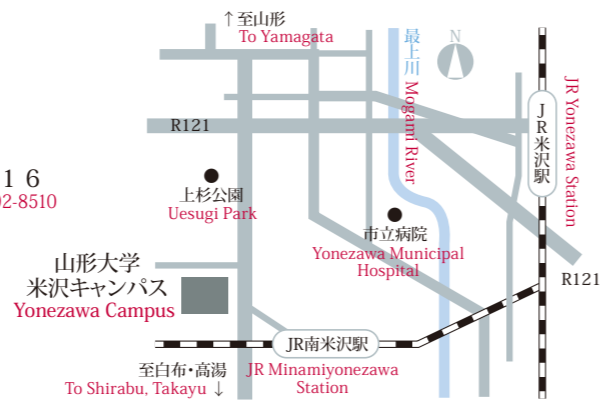 ↑至山形
To Yamagata
最上川
Mogami River
N
R121
JR米沢駅
JR Yonezawa Station
16
02-8510
上杉公園
Uesugi Park
市立病院
Yonezawa Municipal
Hospital
R121
山形大学
米沢キャンパス
Yonezawa Campus
JR南米沢駅
JR Minamiyonezawa
Station
至白布・高湯
To Shirabu, Takayu ↓